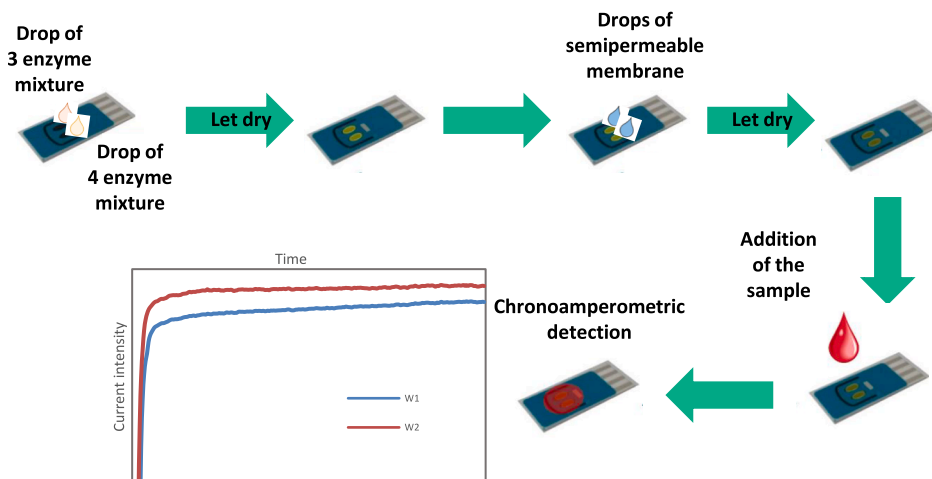 Drop of
3 enzyme
mixture
Drop of
4 enzyme
mixture
Let dry
Drops of
semipermeable
membrane
Let dry
Addition
of the
sample
Chronoamperometric
detection
Time
Current intensity
W1
W2